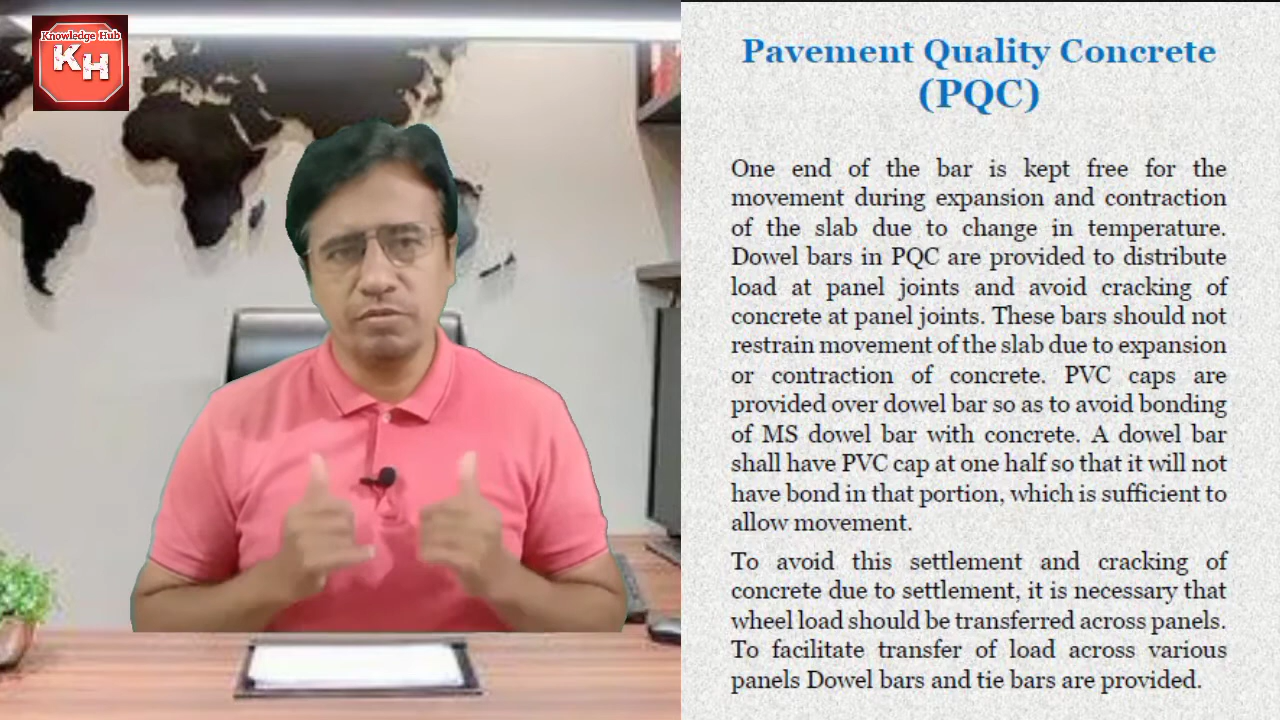 Knowledge Hub
KH
Pavement Quality Concrete
(PQC)
One end of the bar is kept free for the
movement during expansion and contraction
of the slab due to change in temperature.
Dowel bars in PQC are provided to distribute
load at panel joints and avoid cracking of
concrete at panel joints. These bars should not
restrain movement of the slab due to expansion
or contraction of concrete. PVC caps are
provided over dowel bar so as to avoid bonding
of MS dowel bar with concrete. A dowel bar
shall have PVC cap at one half so that it will not
have bond in that portion, which is sufficient to
allow movement.
To avoid this settlement and cracking of
concrete due to settlement, it is necessary that
wheel load should be transferred across panels.
To facilitate transfer of load across various
panels Dowel bars and tie bars are provided.